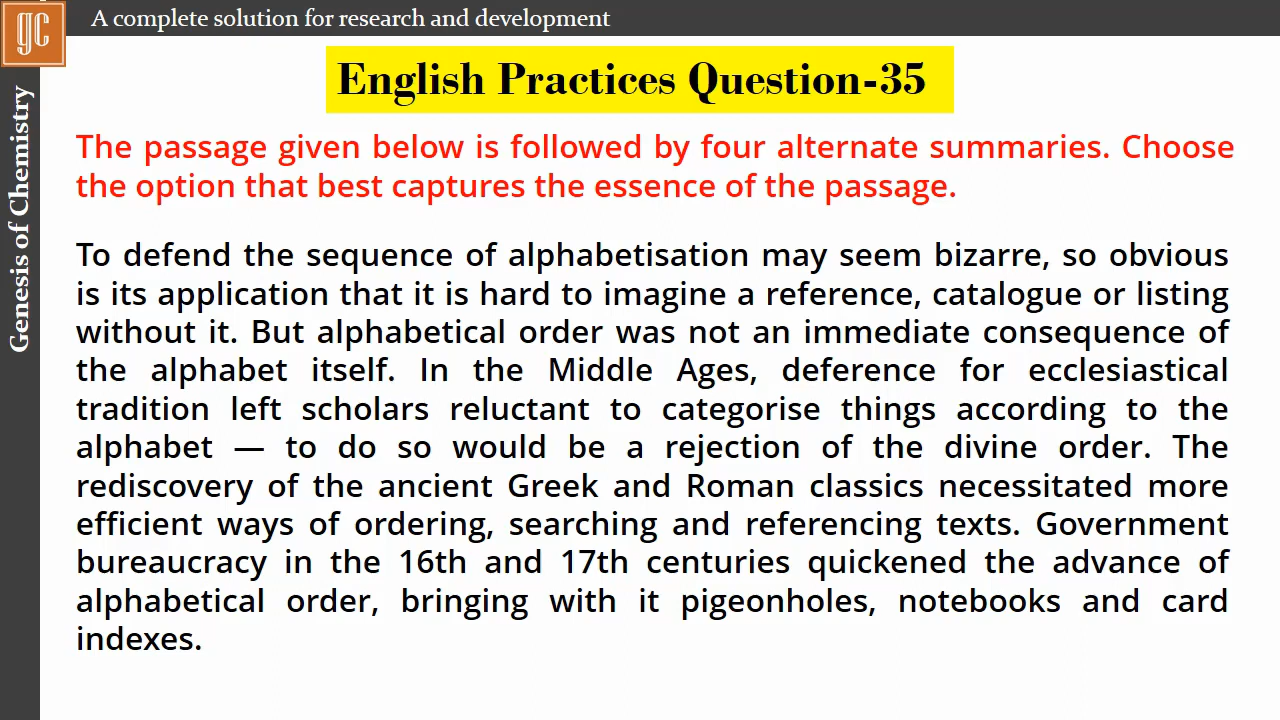 A complete solution for research and development
gc
Genesis of Chemistry
English Practices Question-35
The passage given below is followed by four alternate summaries. Choose
the option that best captures the essence of the passage.
To defend the sequence of alphabetisation may seem bizarre, so obvious
is its application that it is hard to imagine a reference, catalogue or listing
without it. But alphabetical order was not an immediate consequence of
the alphabet itself. In the Middle Ages, deference for ecclesiastical
tradition left scholars reluctant to categorise things according to the
alphabet — to do so would be a rejection of the divine order. The
rediscovery of the ancient Greek and Roman classics necessitated more
efficient ways of ordering, searching and referencing texts. Government
bureaucracy in the 16th and 17th centuries quickened the advance of
alphabetical order, bringing with it pigeonholes, notebooks and card
indexes.